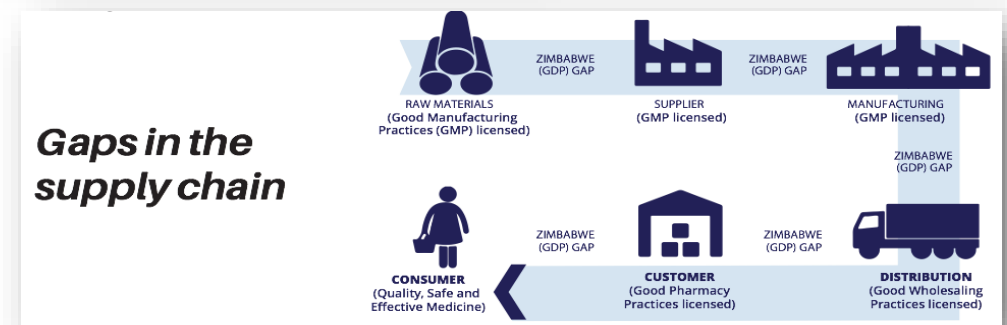 Gaps in the
supply chain
ZIMBABWE
(GDP) GAP
ZIMBABWE
(GDP) GAP
RAW MATERIALS
(Good Manufacturing
Practices (GMP) licensed)
SUPPLIER
(GMP licensed)
MANUFACTURING
(GMP licensed)
ZIMBABWE
(GDP) GAP
ZIMBABWE
(GDP) GAP
ZIMBABWE
(GDP) GAP
DISTRIBUTION
(Good Wholesaling
Practices licensed)
CUSTOMER
(Good Pharmacy
Practices licensed)
CONSUMER
(Quality, Safe and
Effective Medicine)